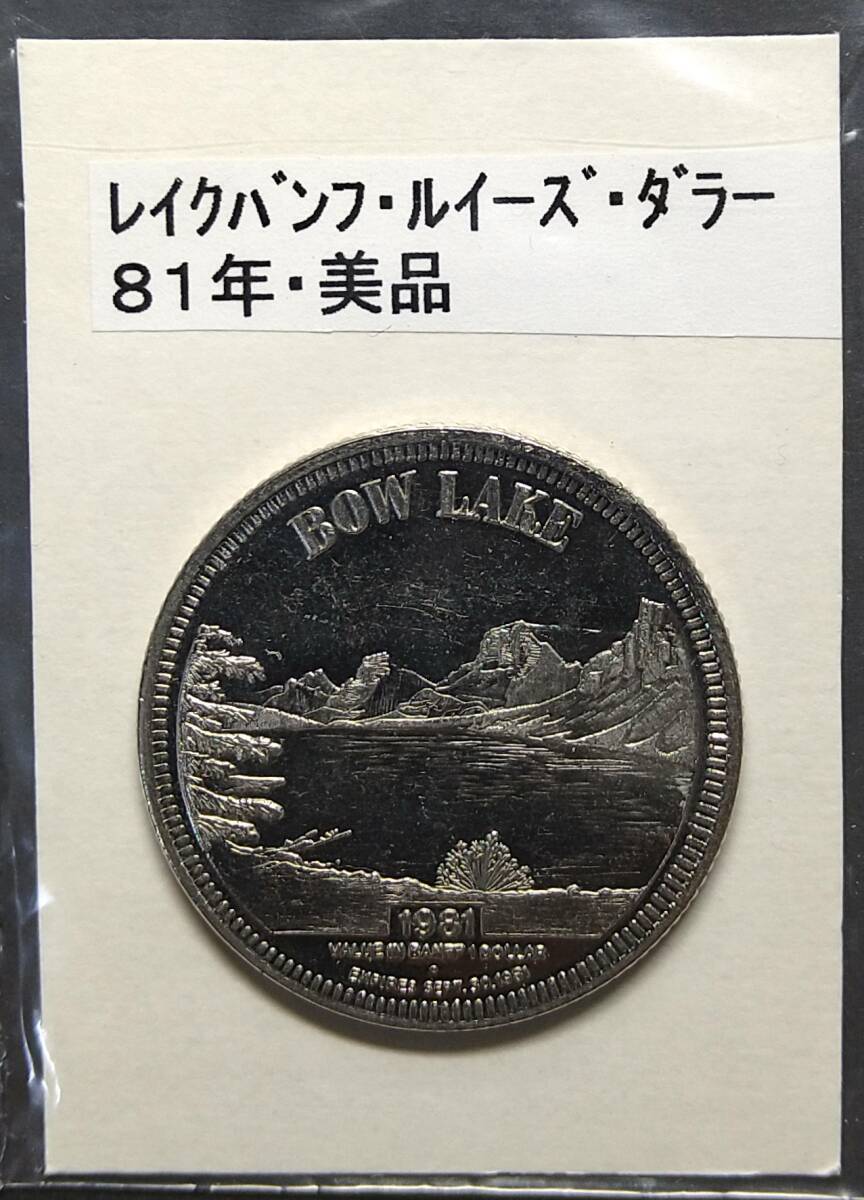 ﾚｲｸﾊﾞﾝﾌ・ﾙｲｰｽﾞ・ﾀﾞﾗｰ
８１年・美品
BOW LAKE
1981
VALUE IN BANFF 1 DOLLAR
EXPIRES SEPT. 30, 1981